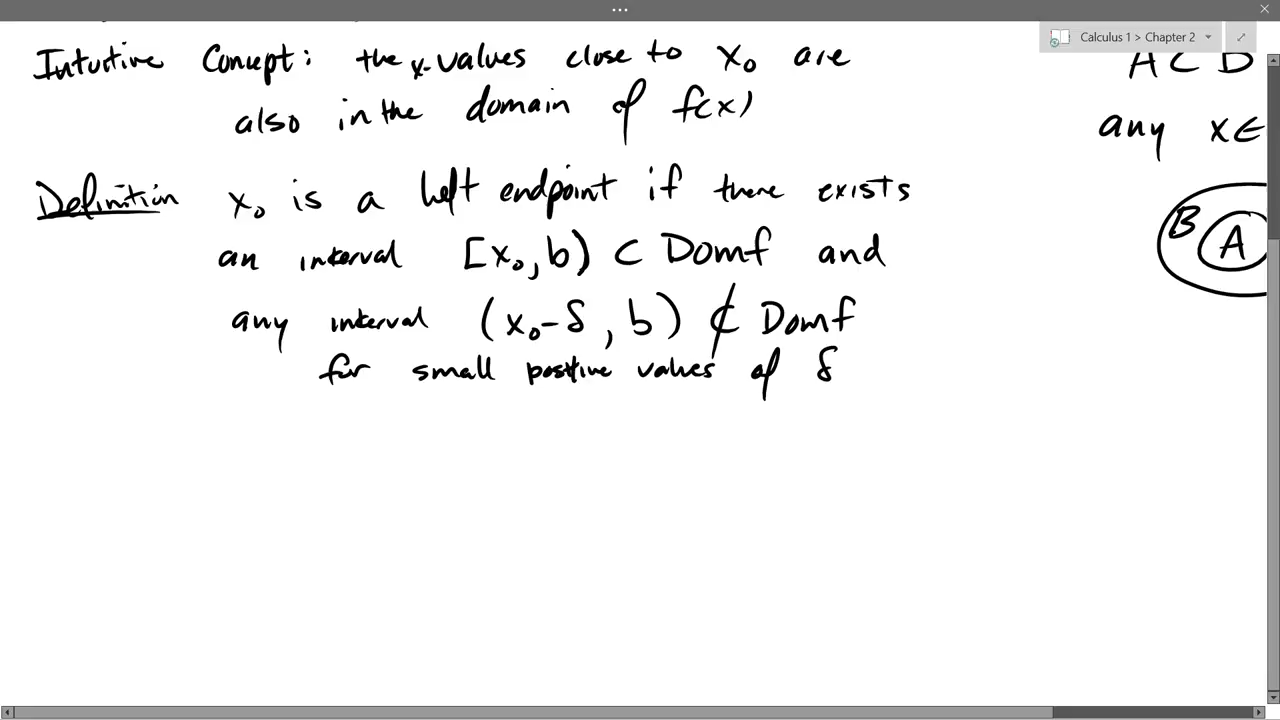 Calculus 1 > Chapter 2
Intuitive Concept: the x-values close to x₀ are
also in the domain of f(x)
A ⊂ B
any x ∈
Definition x₀ is a left endpoint if there exists
an interval [x₀, b) ⊂ Domf and
any interval (x₀-δ, b) ⊄ Domf
for small positive values of δ
B
A